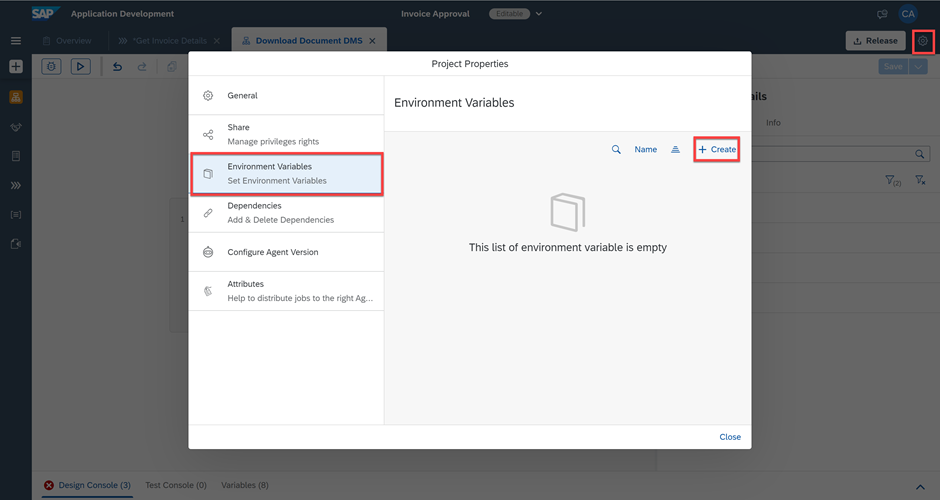 SAP Application Development
Invoice Approval Editable
CA
Overview
*Get Invoice Details
Download Document DMS
Release
Save
Project Properties
General
Share
Manage privileges rights
Environment Variables
Set Environment Variables
Dependencies
Add & Delete Dependencies
Configure Agent Version
Attributes
Help to distribute jobs to the right Ag...
Environment Variables
Name
Create
This list of environment variable is empty
Close
ails
Info
(2)
1
Design Console (3) Test Console (0) Variables (8)